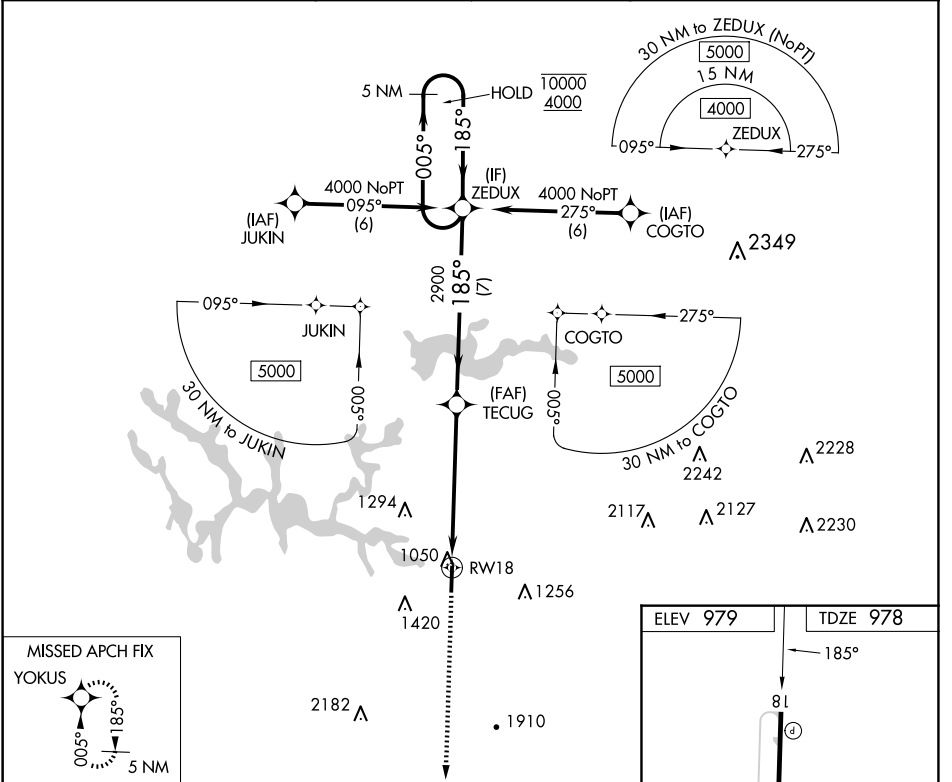 30 NM to ZEDUX (NoPT)
5000
15 NM
4000
ZEDUX
095°
275°
5 NM
HOLD
10000
4000
005°
185°
(IF)
ZEDUX
4000 NoPT
095°
(6)
4000 NoPT
275°
(6)
(IAF)
JUKIN
(IAF)
COGTO
2349
2900
185°
(7)
095°
JUKIN
5000
005°
30 NM to JUKIN
COGTO
275°
5000
005°
30 NM to COGTO
(FAF)
TECUG
2242
2228
1294
2117
2127
2230
1050
RW18
1256
1420
2182
1910
MISSED APCH FIX
YOKUS
005°
185°
5 NM
ELEV 979
TDZE 978
185°
18
P